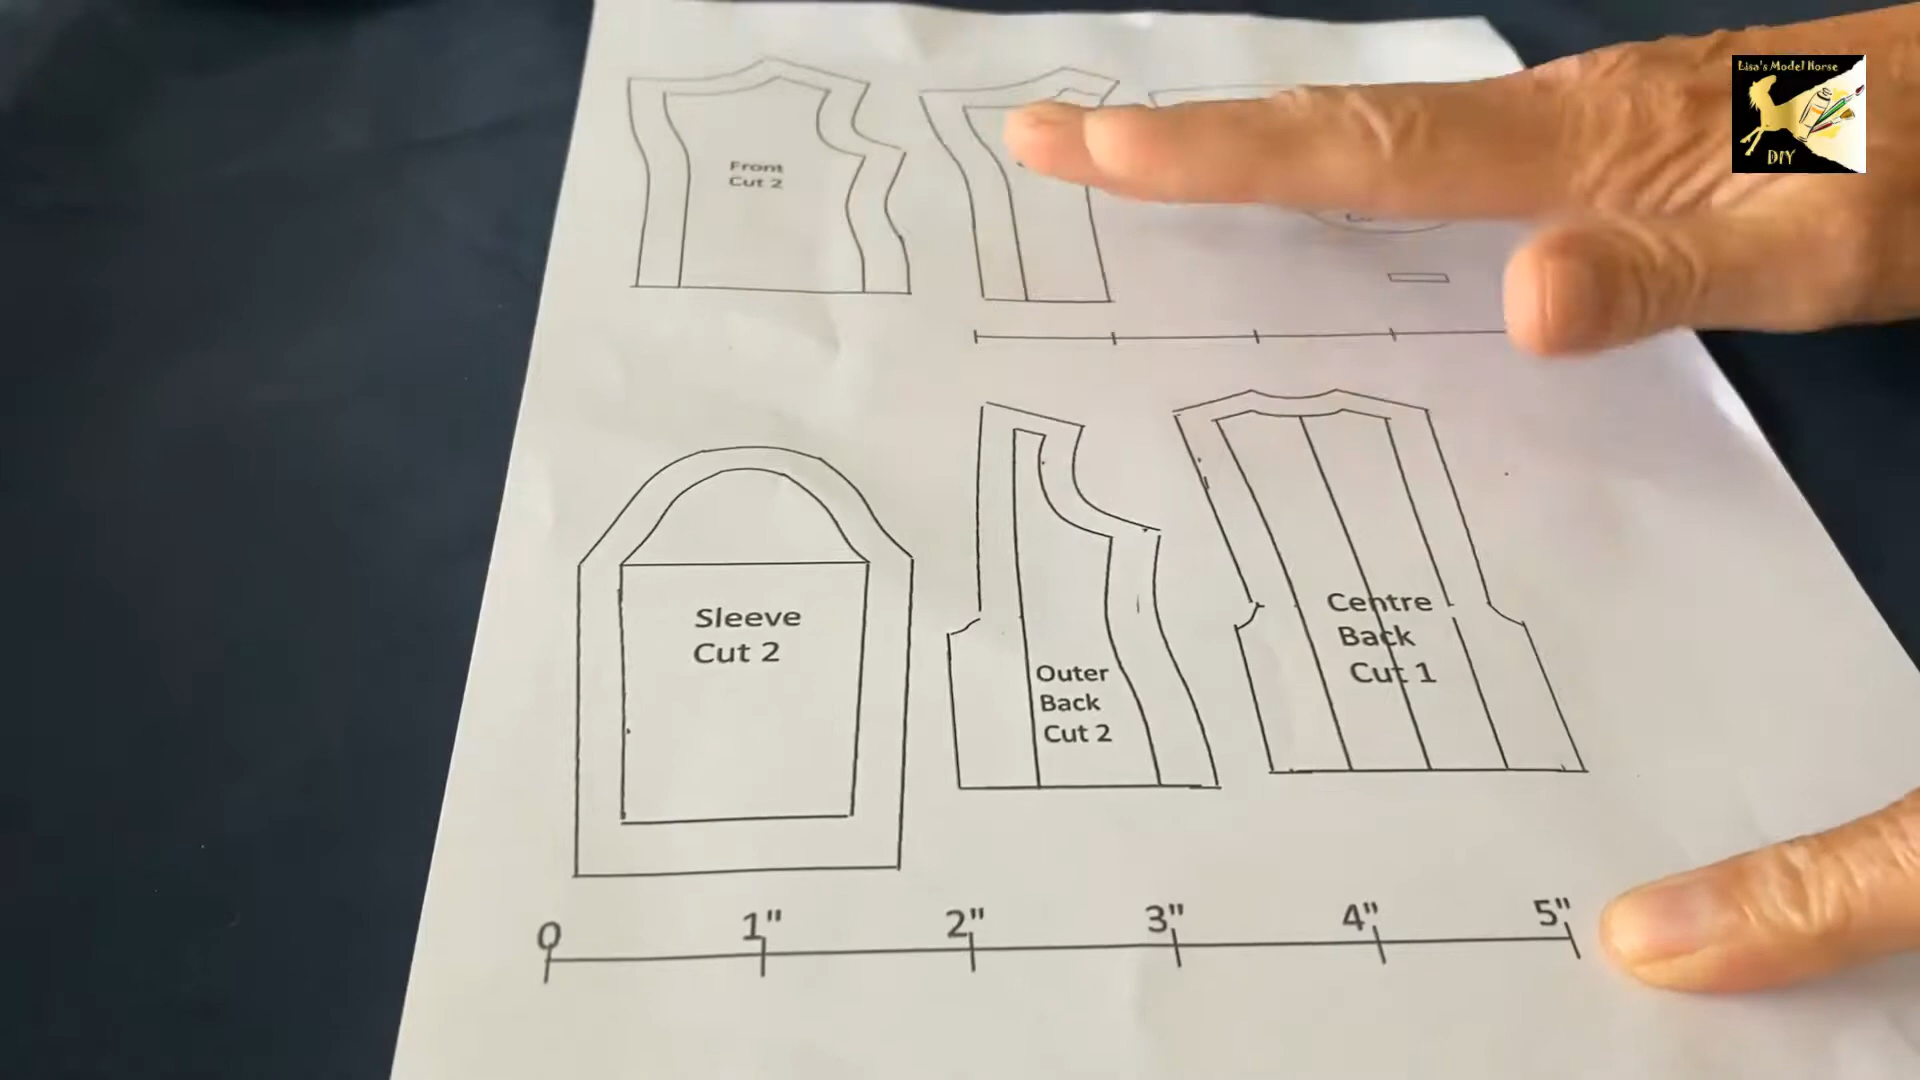 Lisa's Model Horse
DIY
Front
Cut 2
Sleeve
Cut 2
Outer
Back
Cut 2
Centre
Back
Cut 1
0 1" 2" 3" 4" 5"